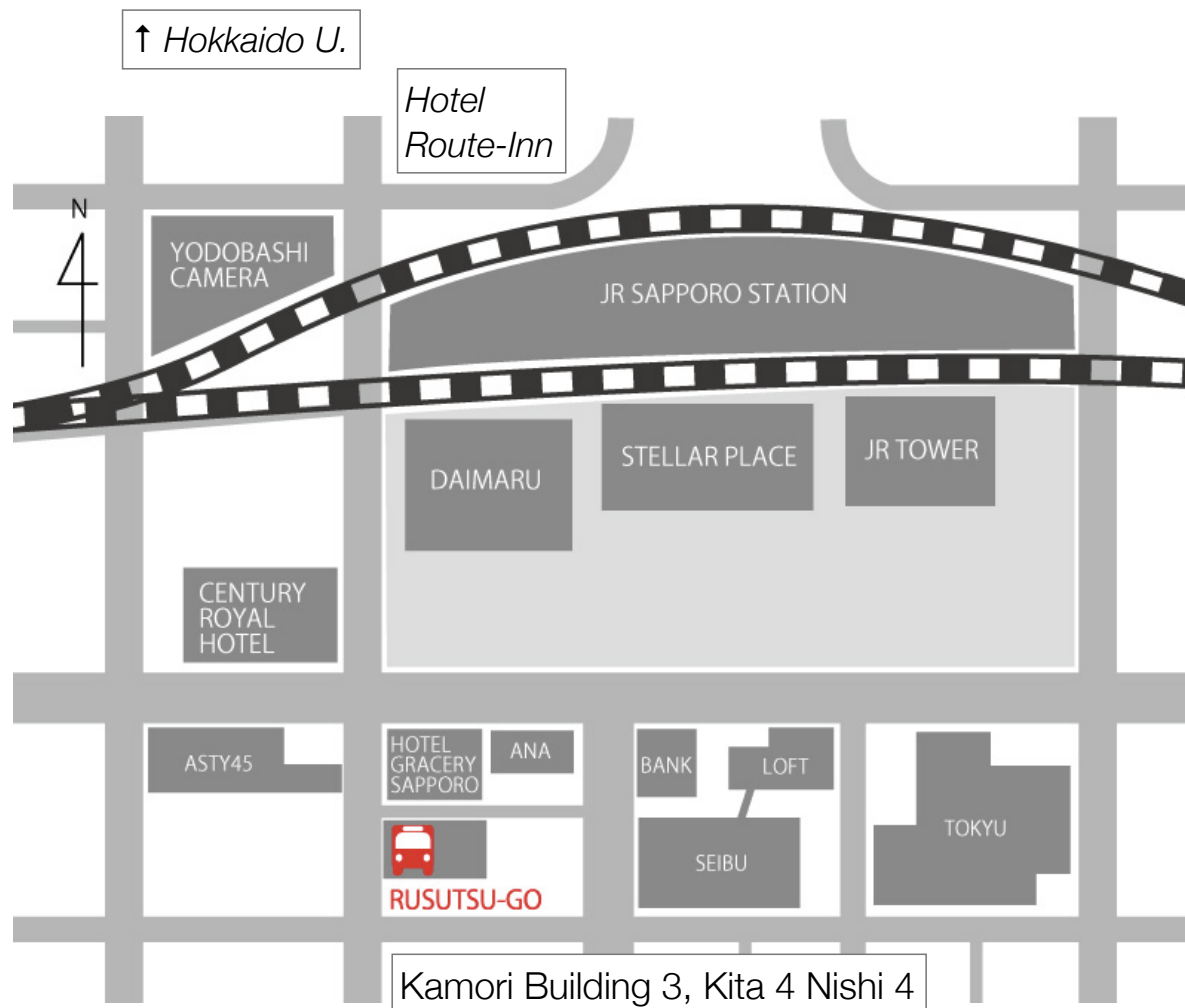 ↑ Hokkaido U.
Hotel
Route-Inn
N
YODOBASHI
CAMERA
JR SAPPORO STATION
DAIMARU
STELLAR PLACE
JR TOWER
CENTURY
ROYAL
HOTEL
ASTY45
HOTEL
GRACERY
SAPPORO
ANA
BANK
LOFT
TOKYU
SEIBU
RUSUTSU-GO
Kamori Building 3, Kita 4 Nishi 4